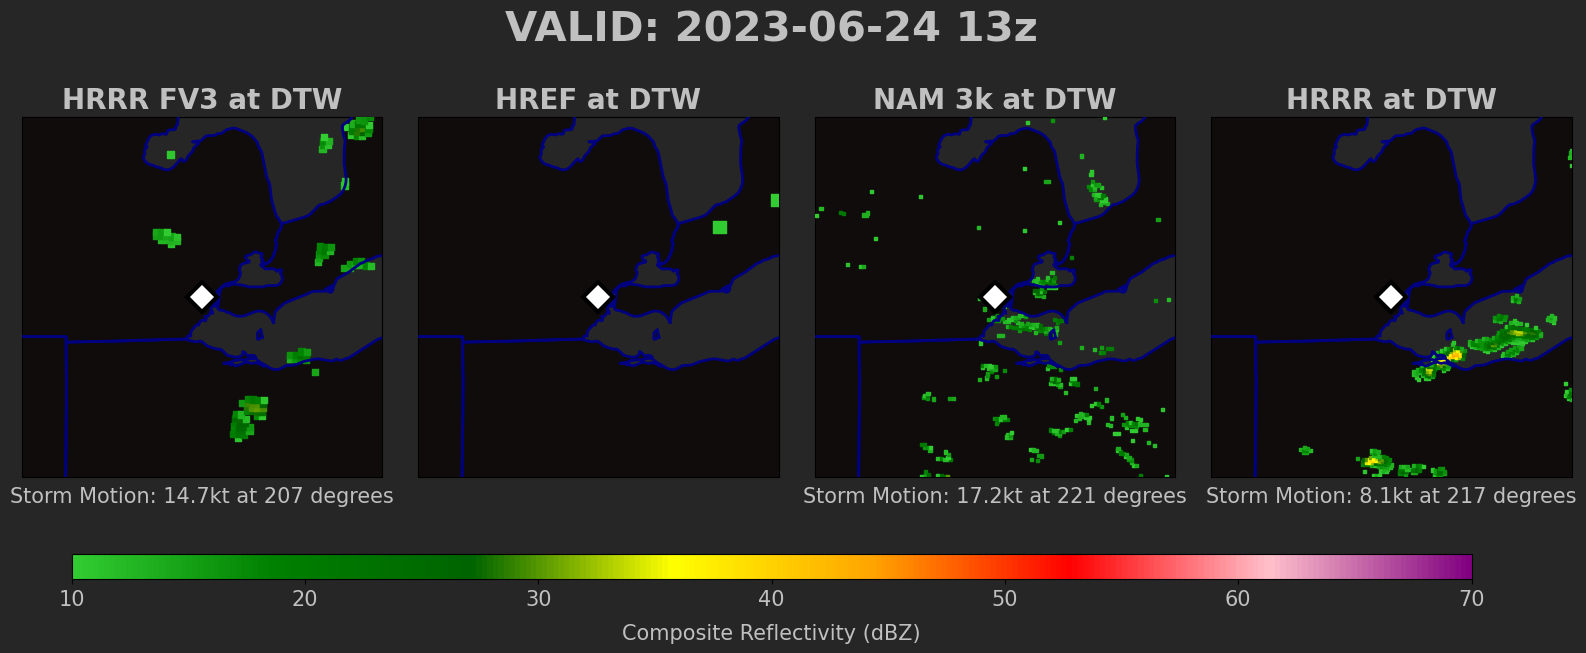 VALID: 2023-06-24 13z
HRRR FV3 at DTW
HREF at DTW
NAM 3k at DTW
HRRR at DTW
Storm Motion: 14.7kt at 207 degrees
Storm Motion: 17.2kt at 221 degrees
Storm Motion: 8.1kt at 217 degrees
10 20 30 40 50 60 70
Composite Reflectivity (dBZ)